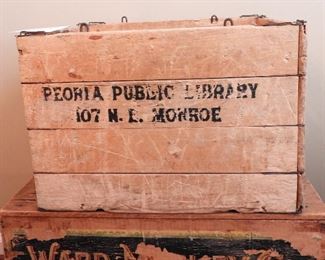 PEORIA PUBLIC LIBRARY
107 N. E. MONROE